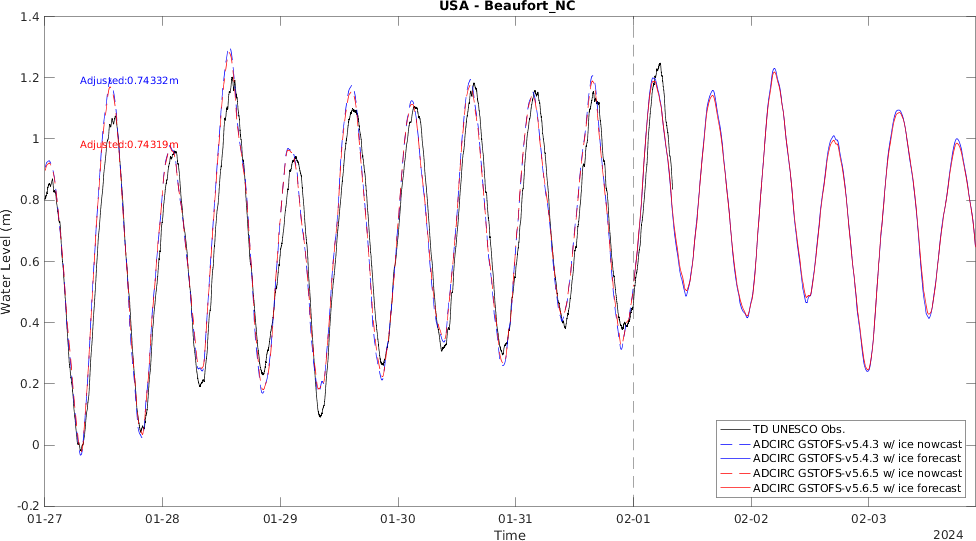 USA - Beaufort_NC
1.4
1.2
1
0.8
0.6
0.4
0.2
0
-0.2
Water Level (m)
Adjusted:0.74332m
Adjusted:0.74319m
TD UNESCO Obs.
ADCIRC GSTOFS-v5.4.3 w/ ice nowcast
ADCIRC GSTOFS-v5.4.3 w/ ice forecast
ADCIRC GSTOFS-v5.6.5 w/ ice nowcast
ADCIRC GSTOFS-v5.6.5 w/ ice forecast
01-27 01-28 01-29 01-30 01-31 02-01 02-02 02-03
Time
2024